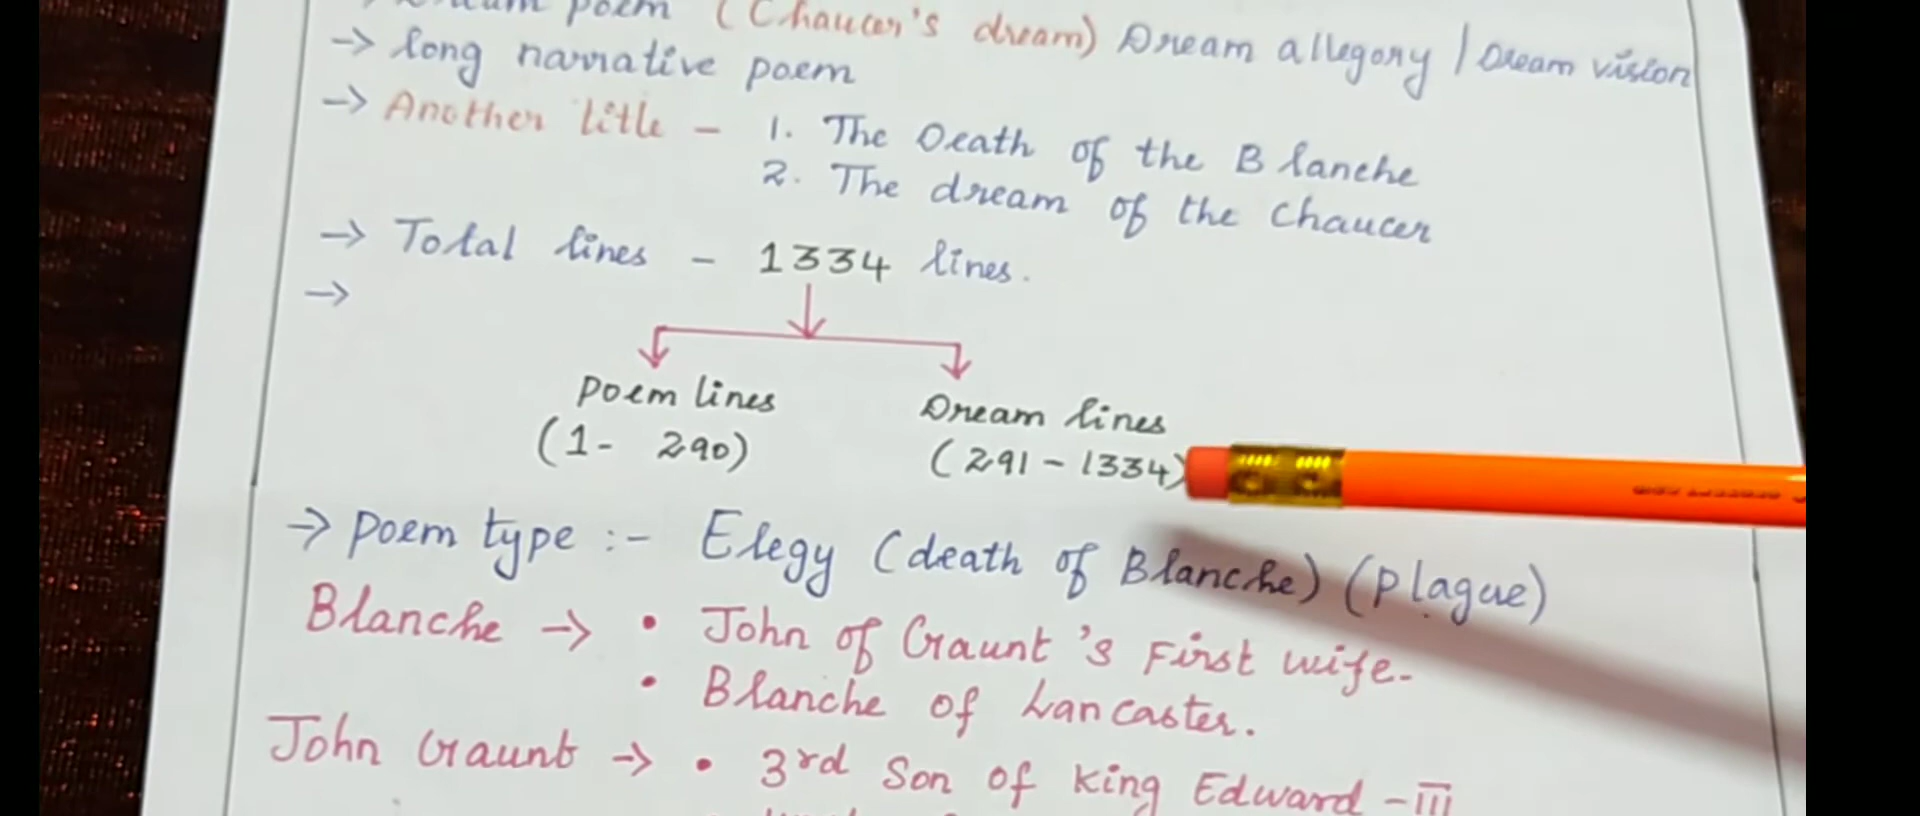 poem (Chaucer's dream) Dream allegory / Dream vision
→ long narrative poem
→ Another title - 1. The Death of the Blanche
2. The dream of the Chaucer
→ Total lines - 1334 lines.
→
Poem lines
(1- 290)
Dream lines
(291 - 1334)
→ Poem type :- Elegy (death of Blanche) (Plague)
Blanche → • John of Graunt's First wife.
• Blanche of Lancaster.
John Graunt → • 3rd Son of King Edward - III